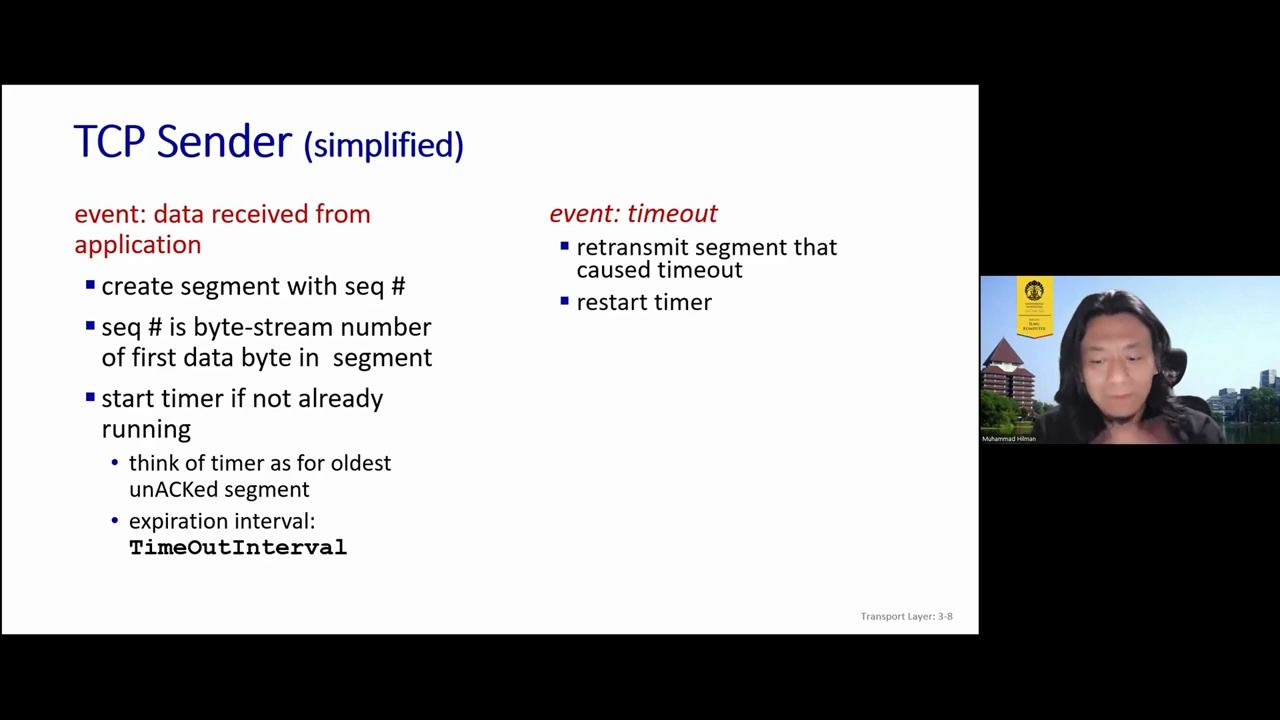 TCP Sender (simplified)
event: data received from
application
create segment with seq #
seq # is byte-stream number
of first data byte in segment
start timer if not already
running
think of timer as for oldest
unACKed segment
expiration interval:
TimeOutInterval
event: timeout
retransmit segment that
caused timeout
restart timer
Transport Layer: 3-8
ILMU
KOMPUTER
Muhammad Hilman